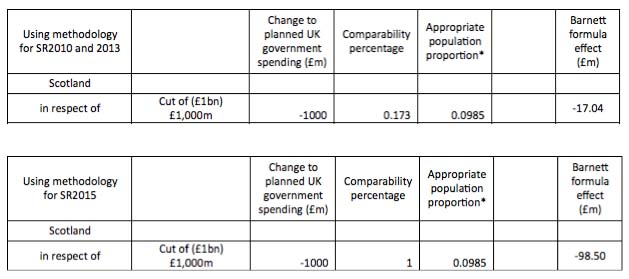 Using methodology for SR2010 and 2013
Change to planned UK government spending (£m)
Comparability percentage
Appropriate population proportion*
Barnett formula effect (£m)
Scotland
in respect of
Cut of (£1bn) £1,000m
-1000
0.173
0.0985
-17.04
Using methodology for SR2015
Change to planned UK government spending (£m)
Comparability percentage
Appropriate population proportion*
Barnett formula effect (£m)
Scotland
in respect of
Cut of (£1bn) £1,000m
-1000
1
0.0985
-98.50